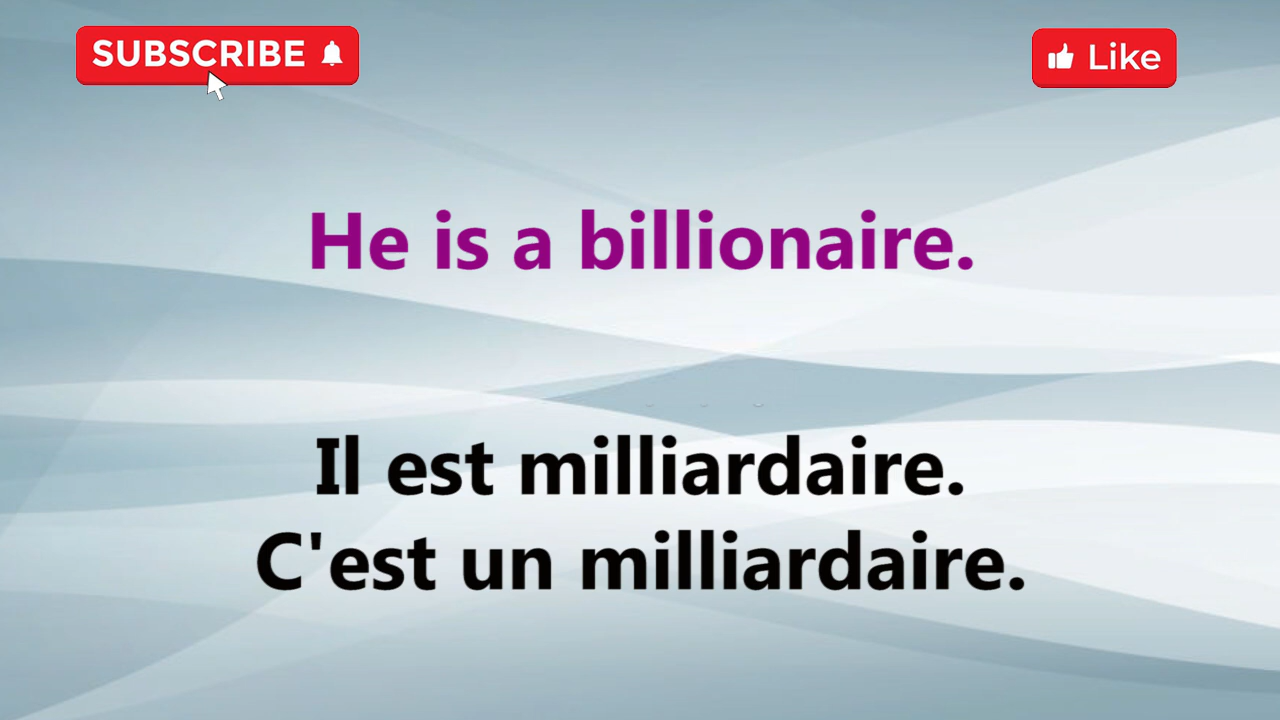 SUBSCRIBE
Like
He is a billionaire.
Il est milliardaire.
C'est un milliardaire.